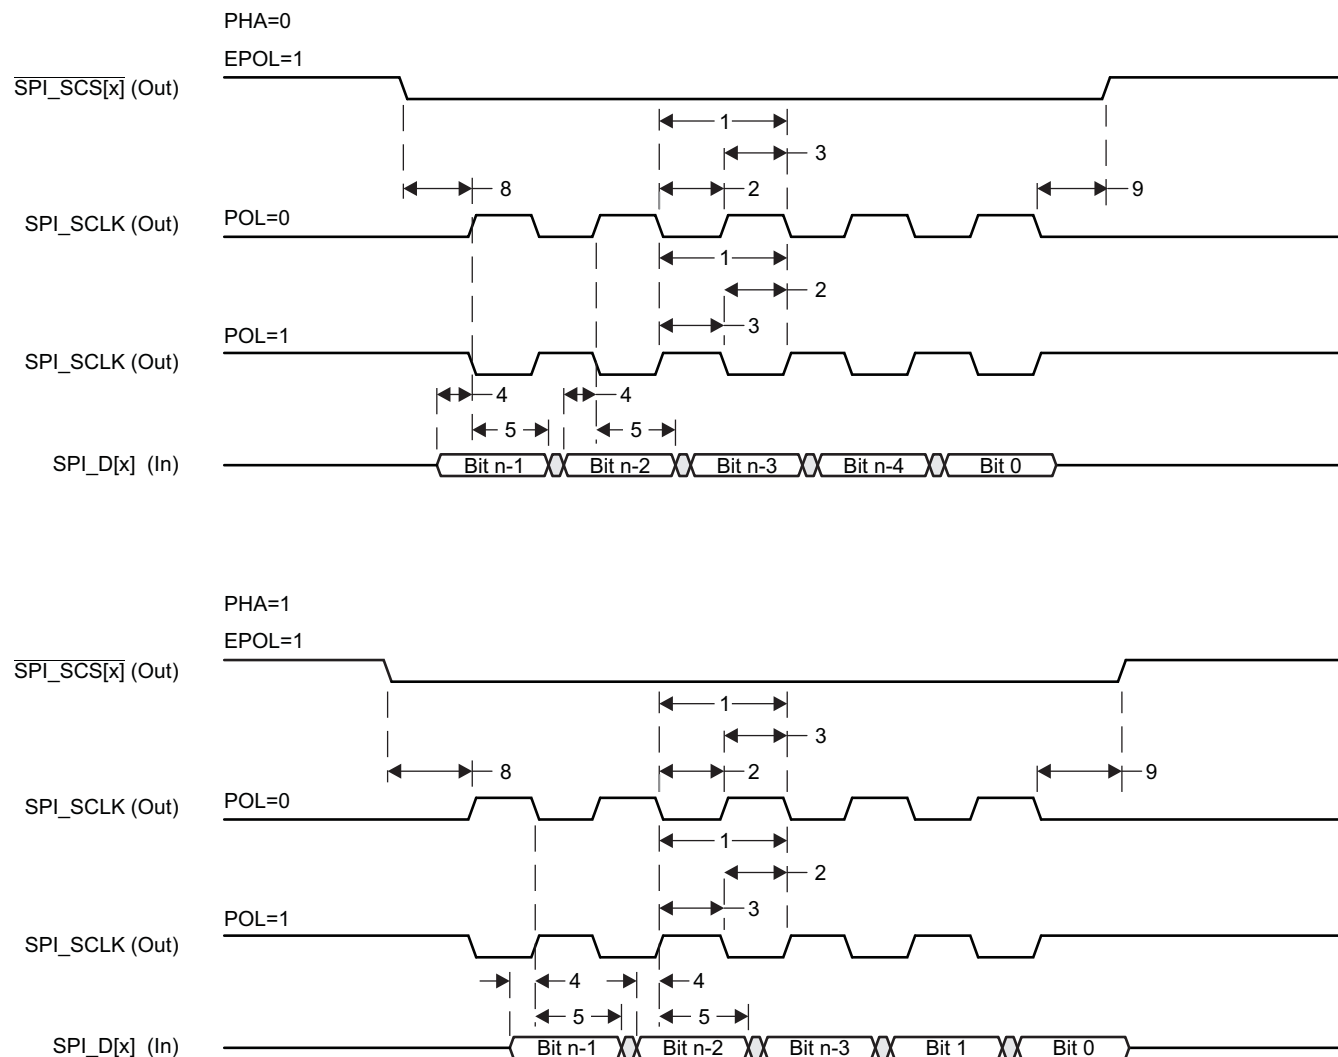 PHA=0
EPOL=1
SPI_SCS[x] (Out)
1
3
8
2
9
SPI_SCLK (Out)
POL=0
1
2
3
POL=1
SPI_SCLK (Out)
4
4
5
5
SPI_D[x] (In)
Bit n-1
Bit n-2
Bit n-3
Bit n-4
Bit 0
PHA=1
EPOL=1
SPI_SCS[x] (Out)
1
3
8
2
9
SPI_SCLK (Out)
POL=0
1
2
3
POL=1
SPI_SCLK (Out)
4
4
5
5
SPI_D[x] (In)
Bit n-1
Bit n-2
Bit n-3
Bit 1
Bit 0